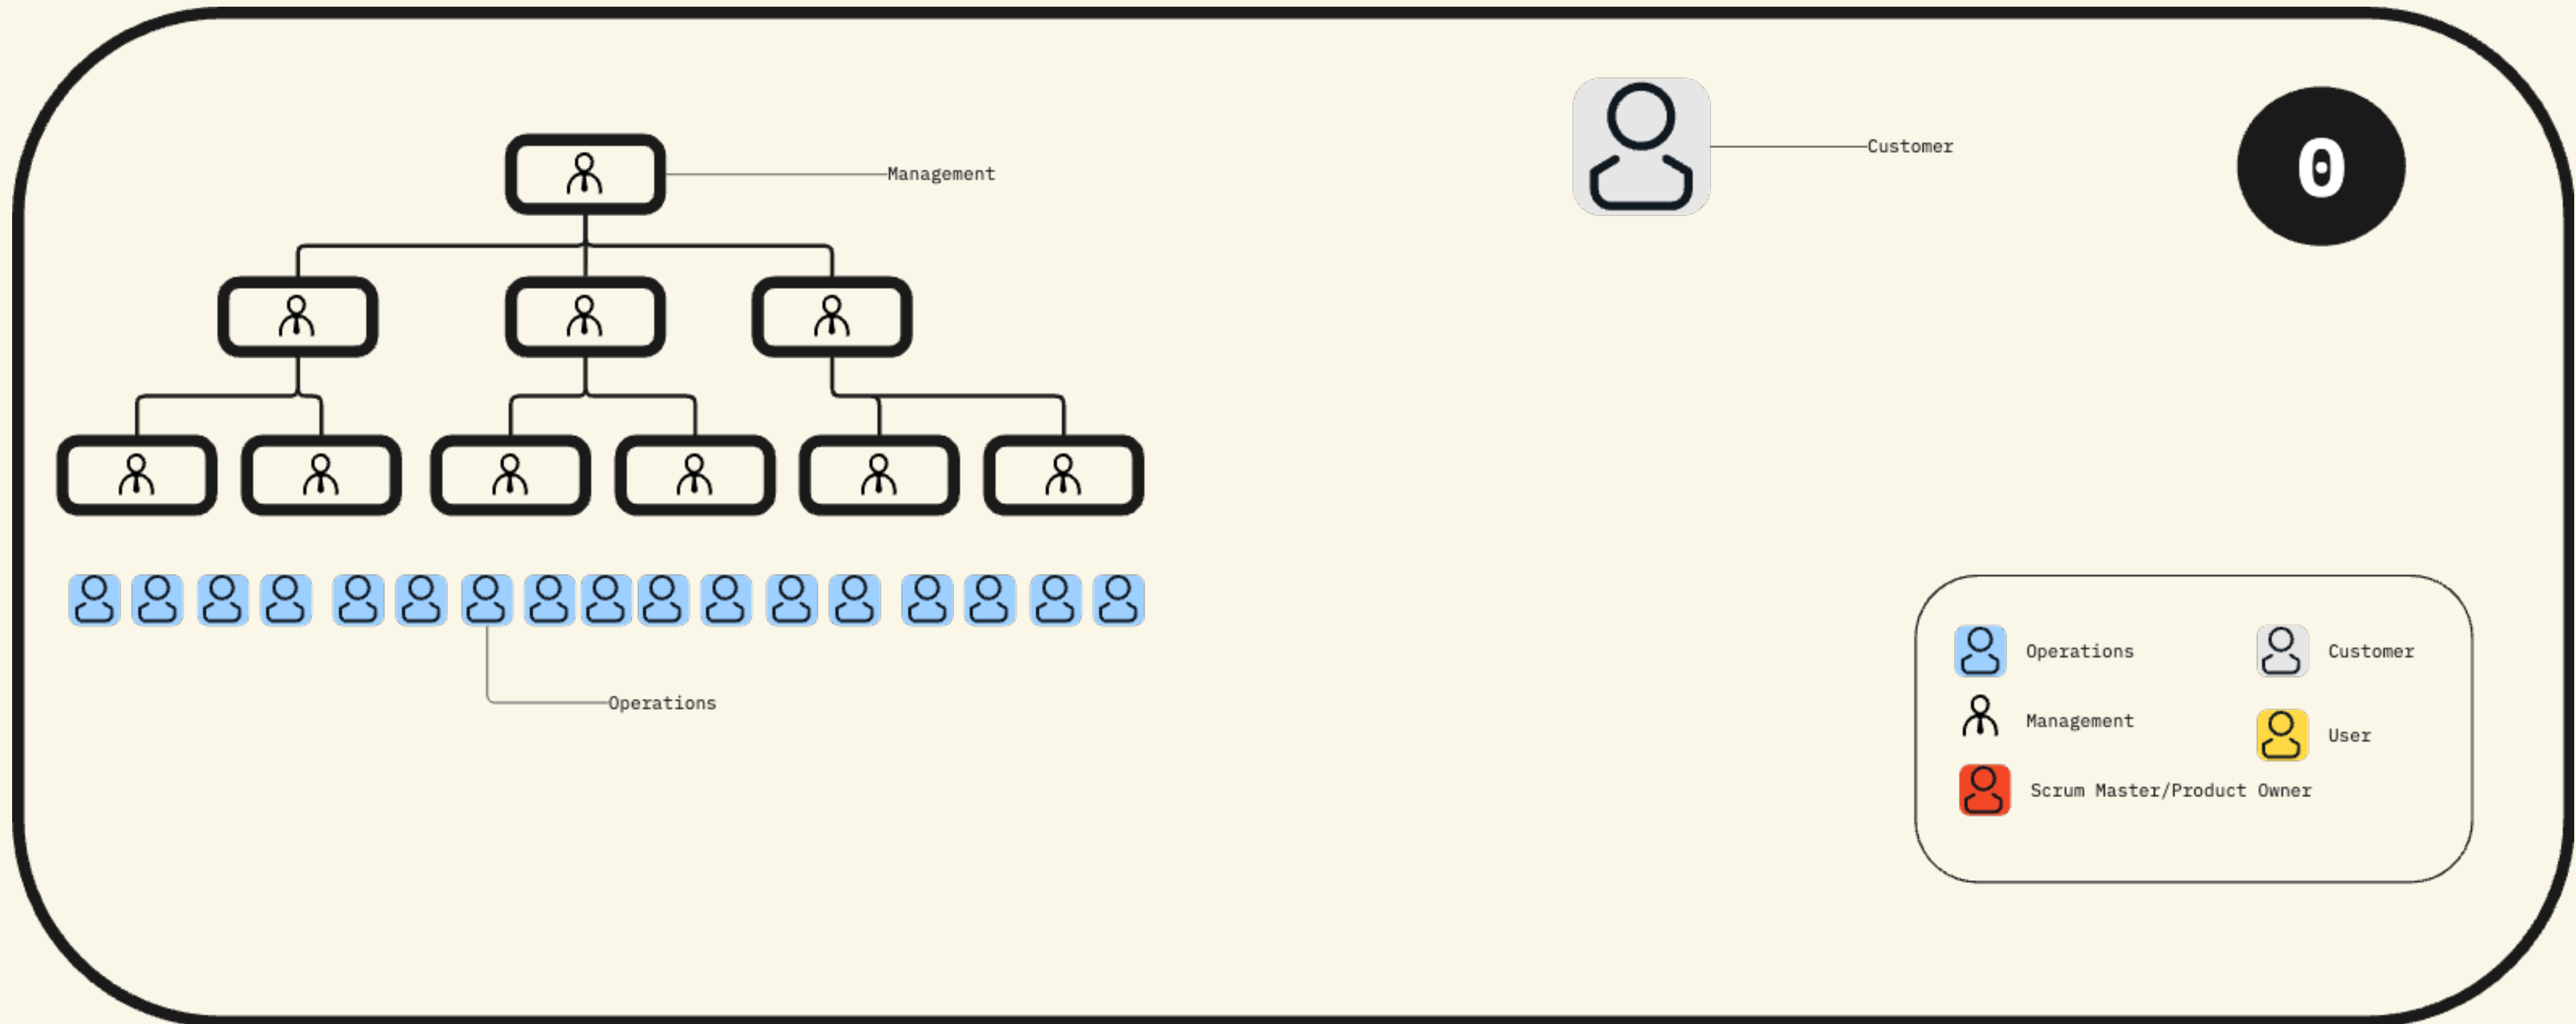 Customer
0
Management
Operations
Operations
Customer
Management
User
Scrum Master/Product Owner